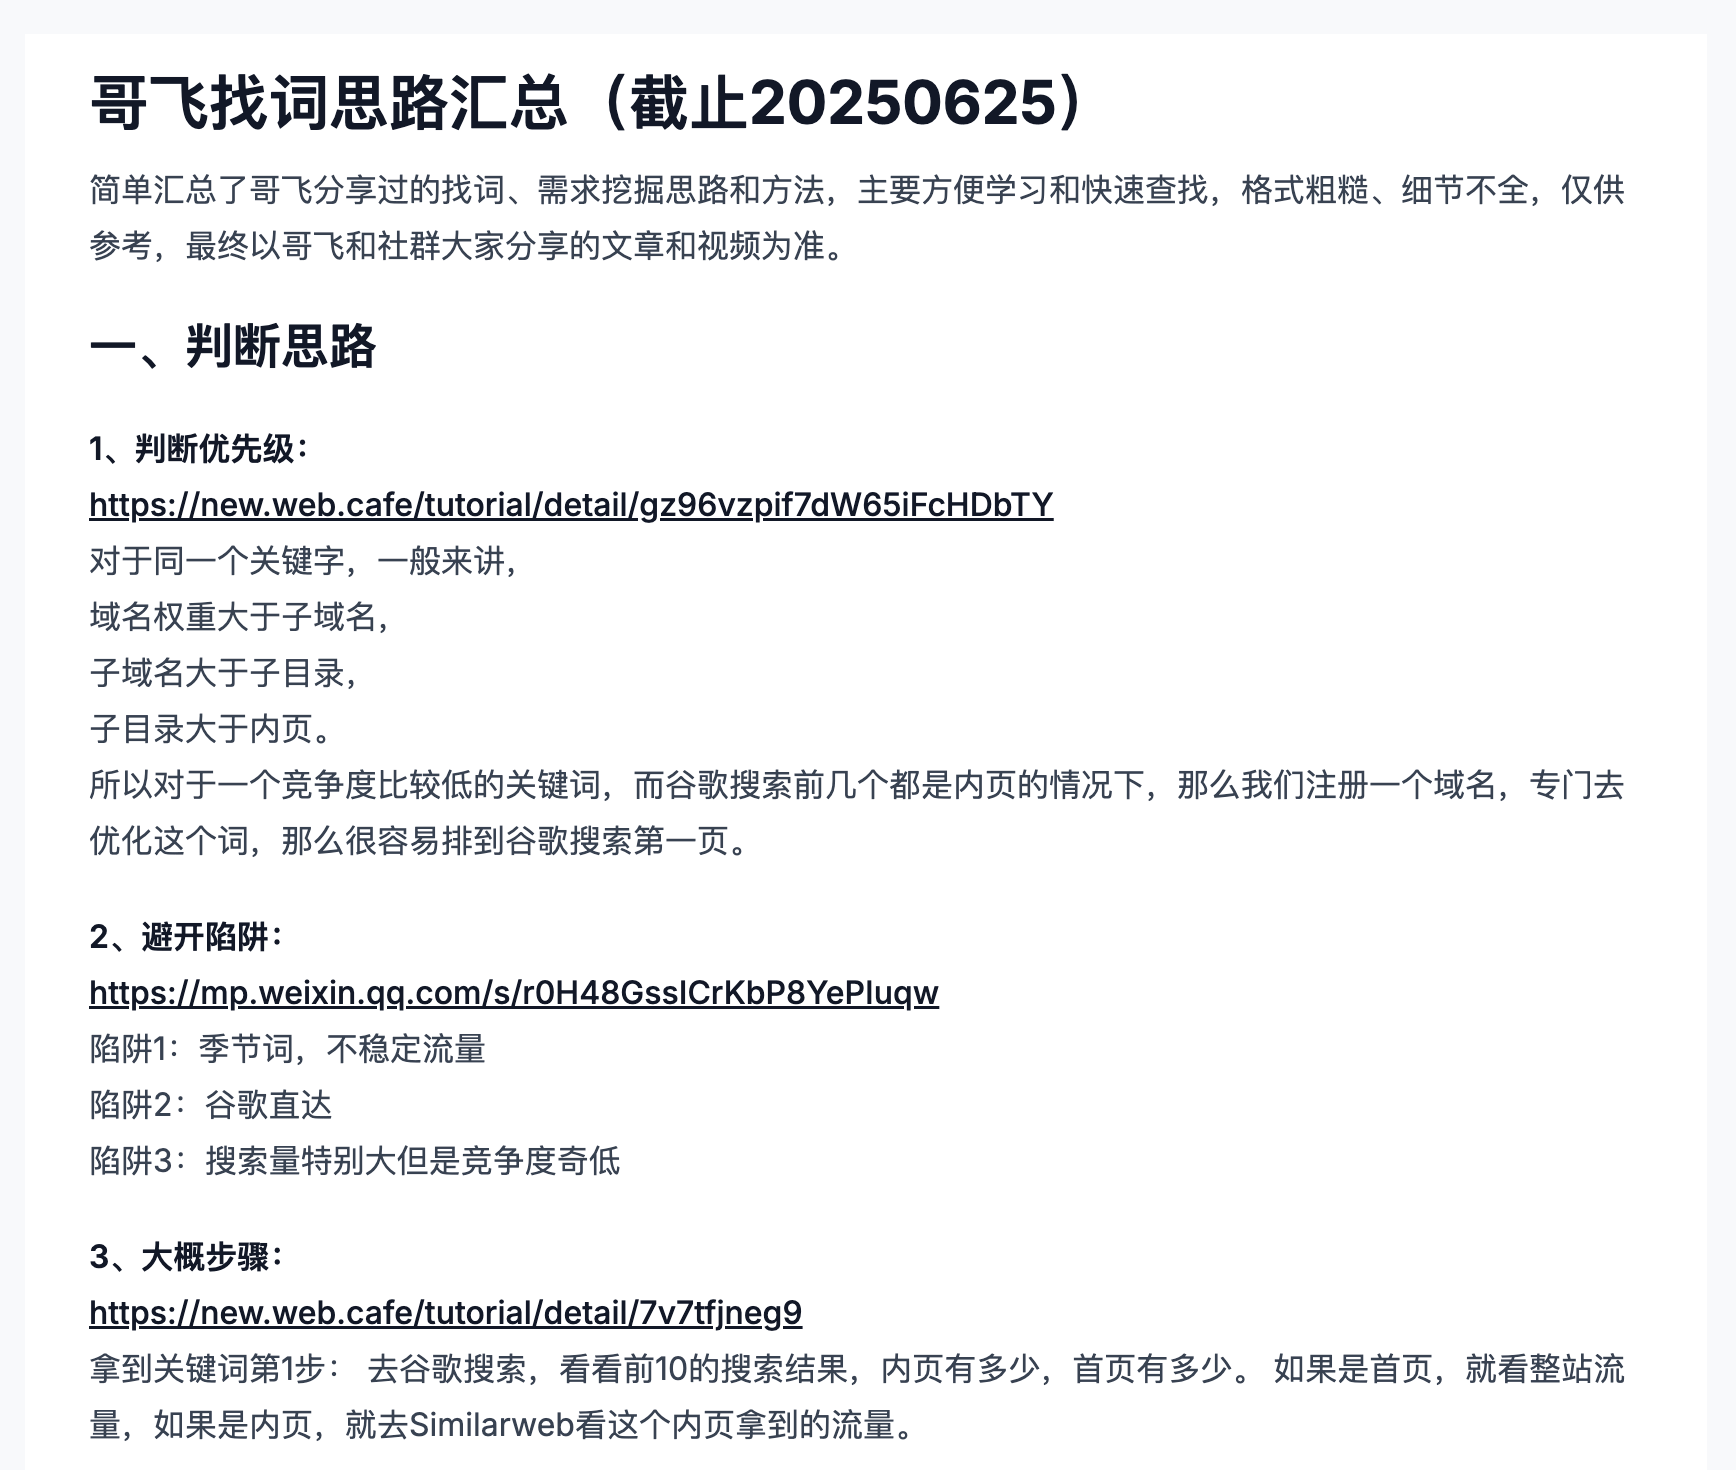 哥飞找词思路汇总（截止20250625）
简单汇总了哥飞分享过的找词、需求挖掘思路和方法，主要方便学习和快速查找，格式粗糙、细节不全，仅供
参考，最终以哥飞和社群大家分享的文章和视频为准。
一、判断思路
1、判断优先级：
https://new.web.cafe/tutorial/detail/gz96vzpif7dW65iFcHDbTY
对于同一个关键字，一般来讲，
域名权重大于子域名，
子域名大于子目录，
子目录大于内页。
所以对于一个竞争度比较低的关键词，而谷歌搜索前几个都是内页的情况下，那么我们注册一个域名，专门去
优化这个词，那么很容易排到谷歌搜索第一页。
2、避开陷阱：
https://mp.weixin.qq.com/s/r0H48GssICrKbP8YePIuqw
陷阱1：季节词，不稳定流量
陷阱2：谷歌直达
陷阱3：搜索量特别大但是竞争度奇低
3、大概步骤：
https://new.web.cafe/tutorial/detail/7v7tfjneg9
拿到关键词第1步： 去谷歌搜索，看看前10的搜索结果，内页有多少，首页有多少。 如果是首页，就看整站流
量，如果是内页，就去Similarweb看这个内页拿到的流量。